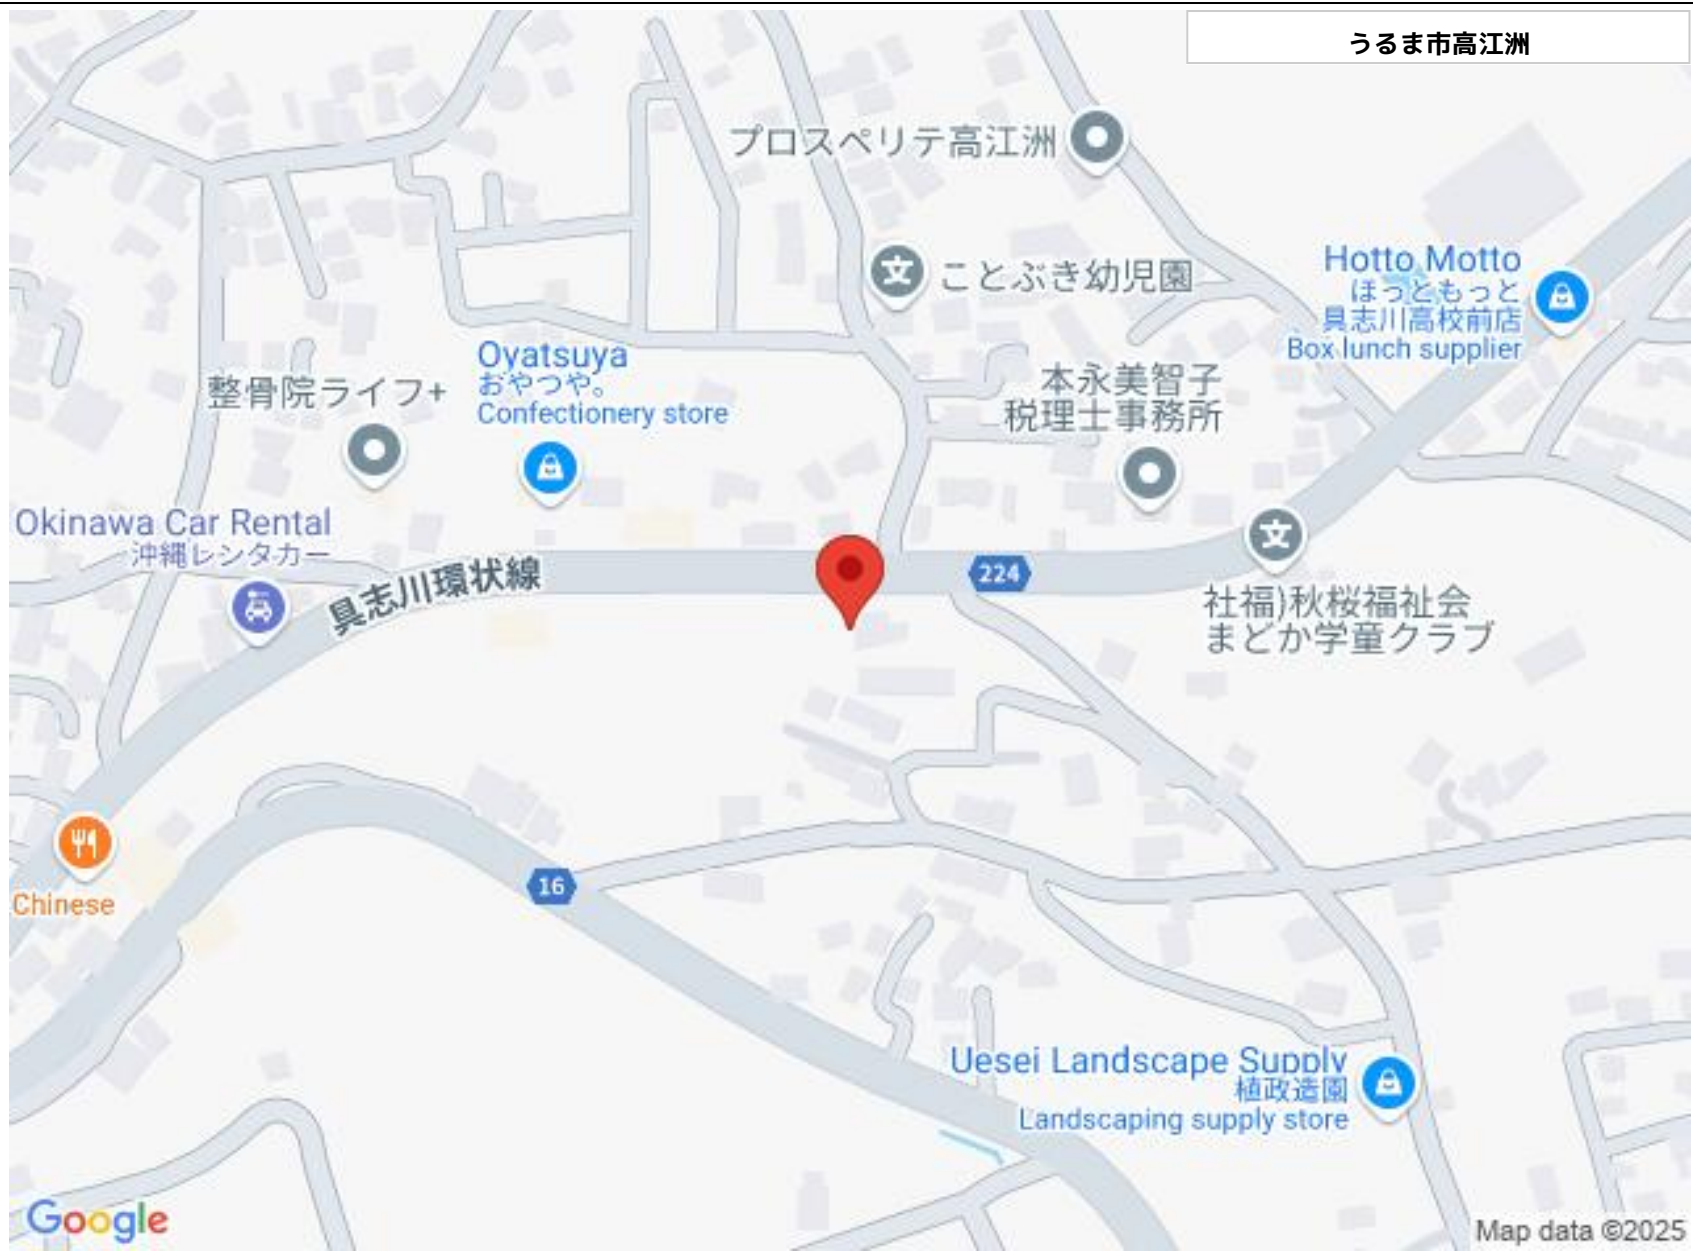 うるま市高江洲
プロスペリテ高江洲
ことぶき幼児園
Hotto Motto
ほっともっと
具志川高校前店
Box lunch supplier
Oyatsuya
おやつや。
Confectionery store
整骨院ライフ+
本永美智子
税理士事務所
Okinawa Car Rental
沖縄レンタカー
具志川環状線
224
社福)秋桜福祉会
まどか学童クラブ
Chinese
16
Uesei Landscape Supply
植政造園
Landscaping supply store
Google
Map data ©2025